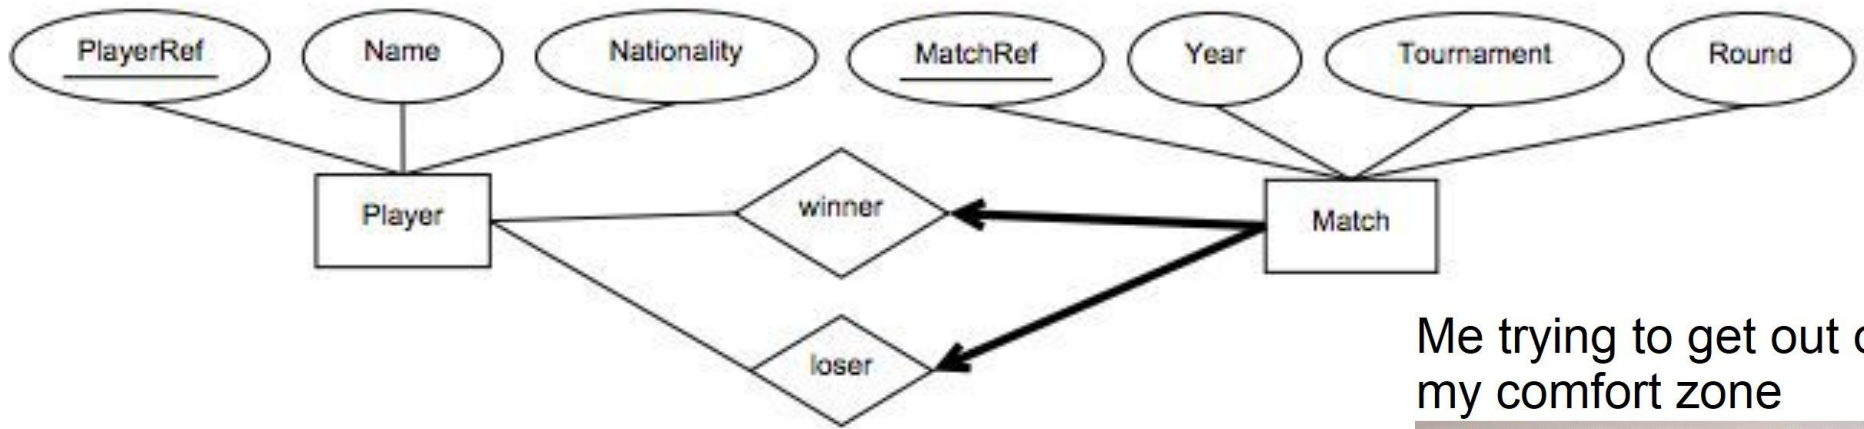 PlayerRef
Name
Nationality
MatchRef
Year
Tournament
Round
Player
winner
Match
loser
Me trying to get out
my comfort zone